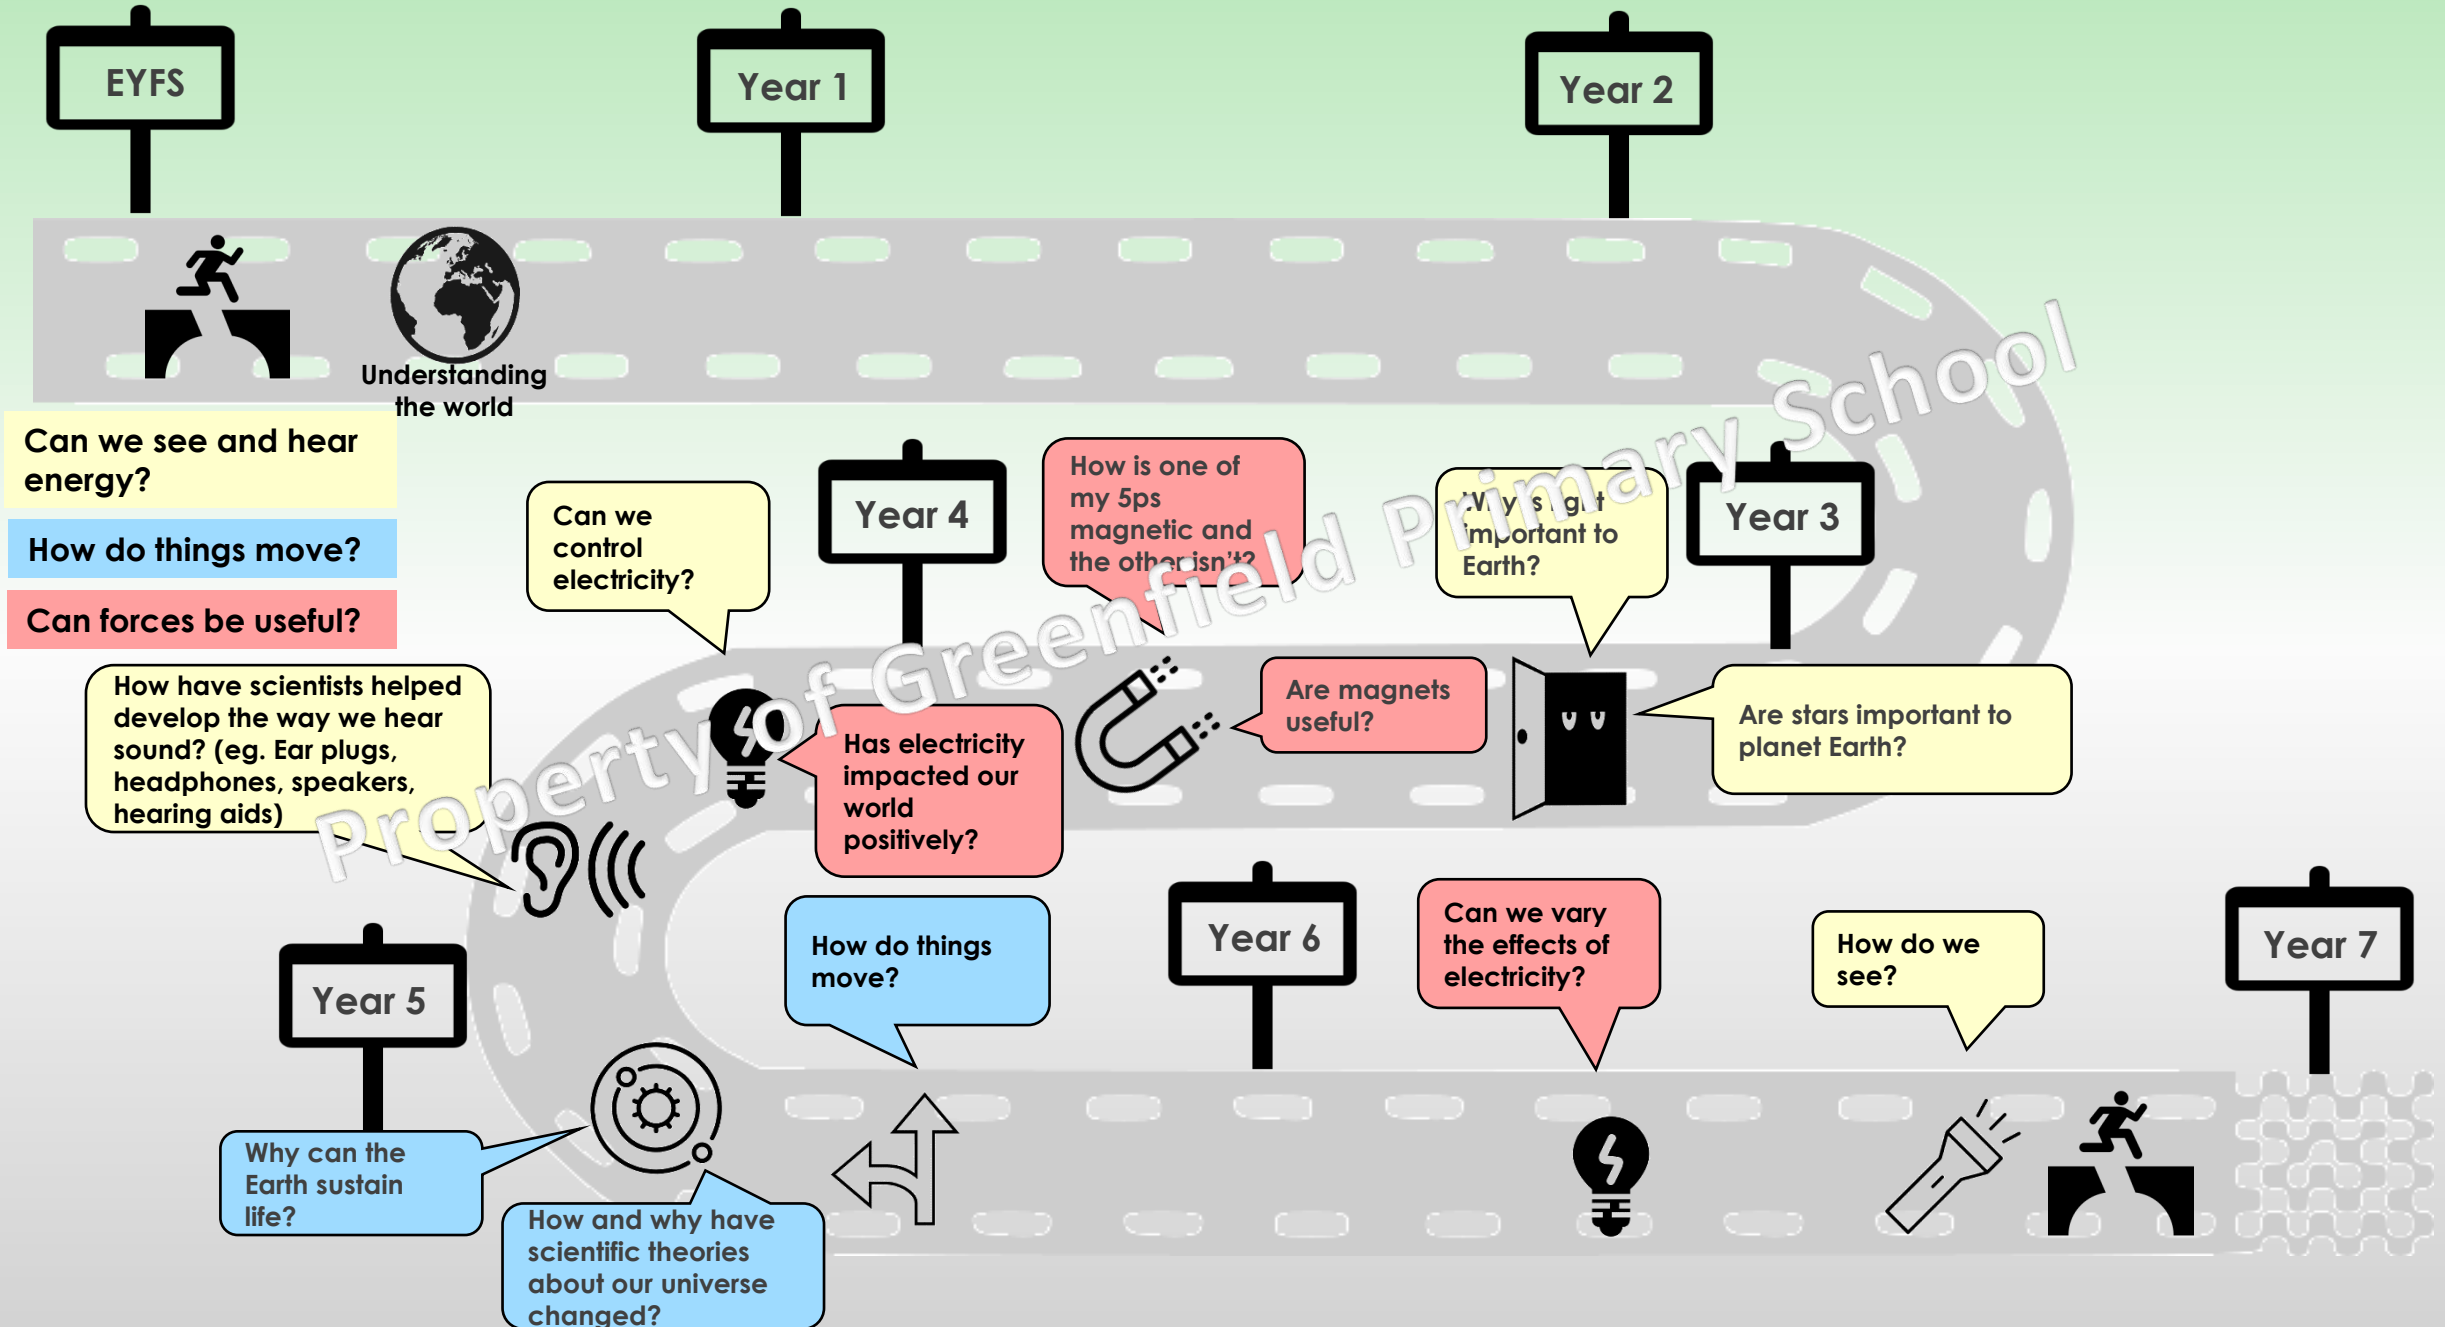 EYFS
Year 1
Year 2
Understanding
the world
Can we see and hear
energy?
How do things move?
Can forces be useful?
Can we
control
electricity?
Year 4
How is one of
my 5ps
magnetic and
the other isn't?
Why is light
important to
Earth?
Year 3
How have scientists helped
develop the way we hear
sound? (eg. Ear plugs,
headphones, speakers,
hearing aids)
Has electricity
impacted our
world
positively?
Are magnets
useful?
Are stars important to
planet Earth?
Property of Greenfield Primary School
Year 5
How do things
move?
Year 6
Can we vary
the effects of
electricity?
How do we
see?
Year 7
Why can the
Earth sustain
life?
How and why have
scientific theories
about our universe
changed?